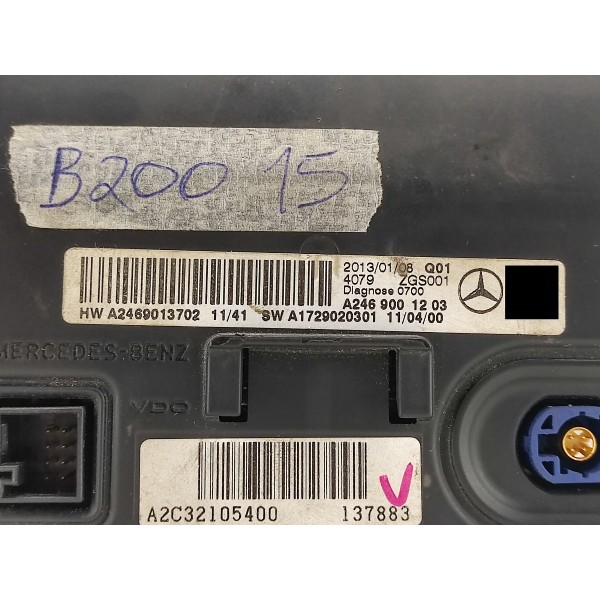 B200 15
2013/01/08 Q01
4079 ZGS001
Diagnose 0700
A246 900 12 03
HW A2469013702 11/41 SW A1729020301 11/04/00
MERCEDES-BENZ
VDO
A2C32105400 137883
V